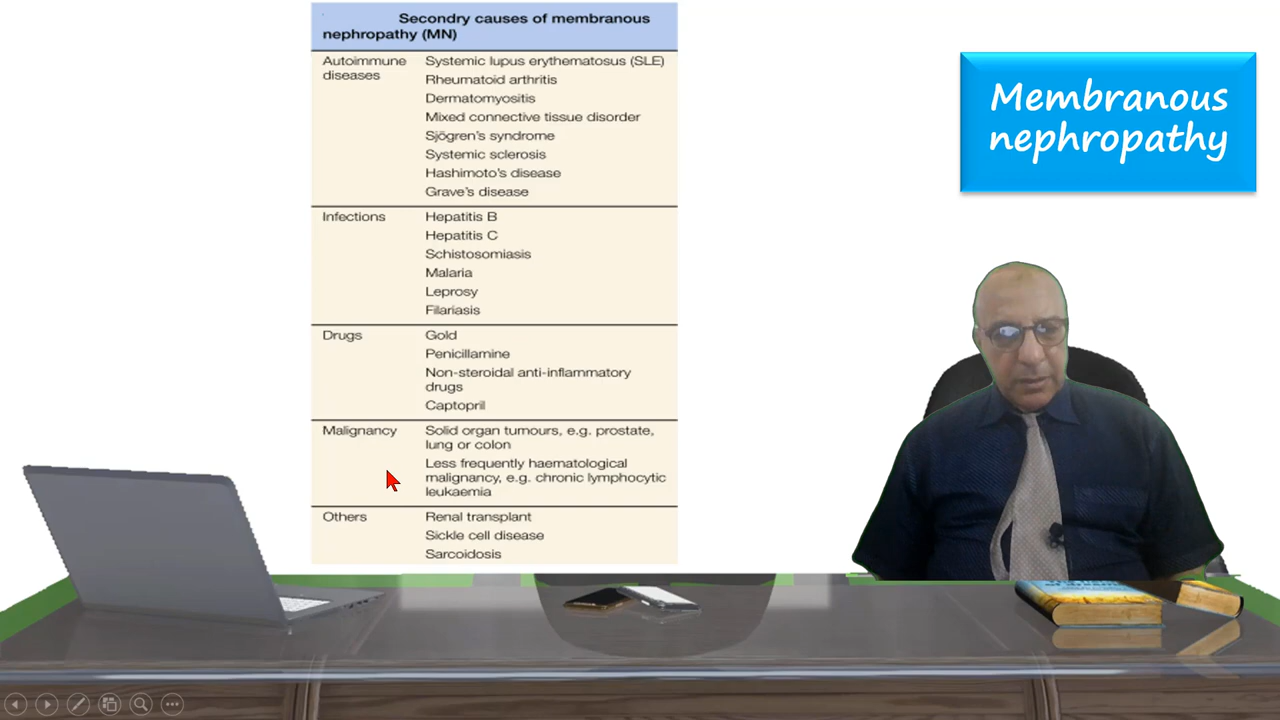 Secondry causes of membranous
nephropathy (MN)
Autoimmune
diseases
Systemic lupus erythematosus (SLE)
Rheumatoid arthritis
Dermatomyositis
Mixed connective tissue disorder
Sjögren's syndrome
Systemic sclerosis
Hashimoto's disease
Grave's disease
Infections
Hepatitis B
Hepatitis C
Schistosomiasis
Malaria
Leprosy
Filariasis
Drugs
Gold
Penicillamine
Non-steroidal anti-inflammatory
drugs
Captopril
Malignancy
Solid organ tumours, e.g. prostate,
lung or colon
Less frequently haematological
malignancy, e.g. chronic lymphocytic
leukaemia
Others
Renal transplant
Sickle cell disease
Sarcoidosis
Membranous
nephropathy